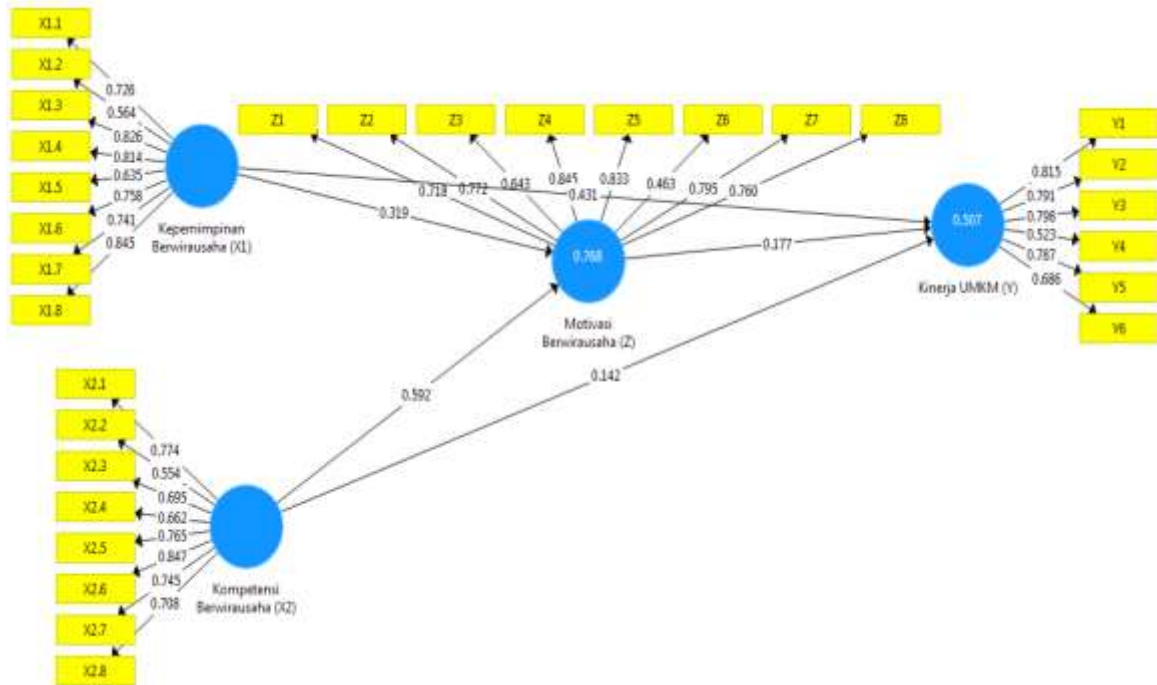 X1.1
X1.2
X1.3
X1.4
X1.5
X1.6
X1.7
X1.8
0.726
0.564
0.826
0.814
0.635
0.758
0.741
0.845
Kepemimpinan
Berwirausaha (X1)
Z1
Z2
Z3
Z4
Z5
Z6
Z7
Z8
0.718
0.772
0.643
0.845
0.833
0.463
0.795
0.760
0.431
0.319
0.768
Motivasi
Berwirausaha (Z)
0.177
0.507
Kinerja UMKM (Y)
0.815
0.791
0.798
0.523
0.787
0.686
Y1
Y2
Y3
Y4
Y5
Y6
0.592
0.142
X2.1
X2.2
X2.3
X2.4
X2.5
X2.6
X2.7
X2.8
0.774
0.554
0.695
0.662
0.765
0.847
0.745
0.708
Kompetensi
Berwirausaha (X2)